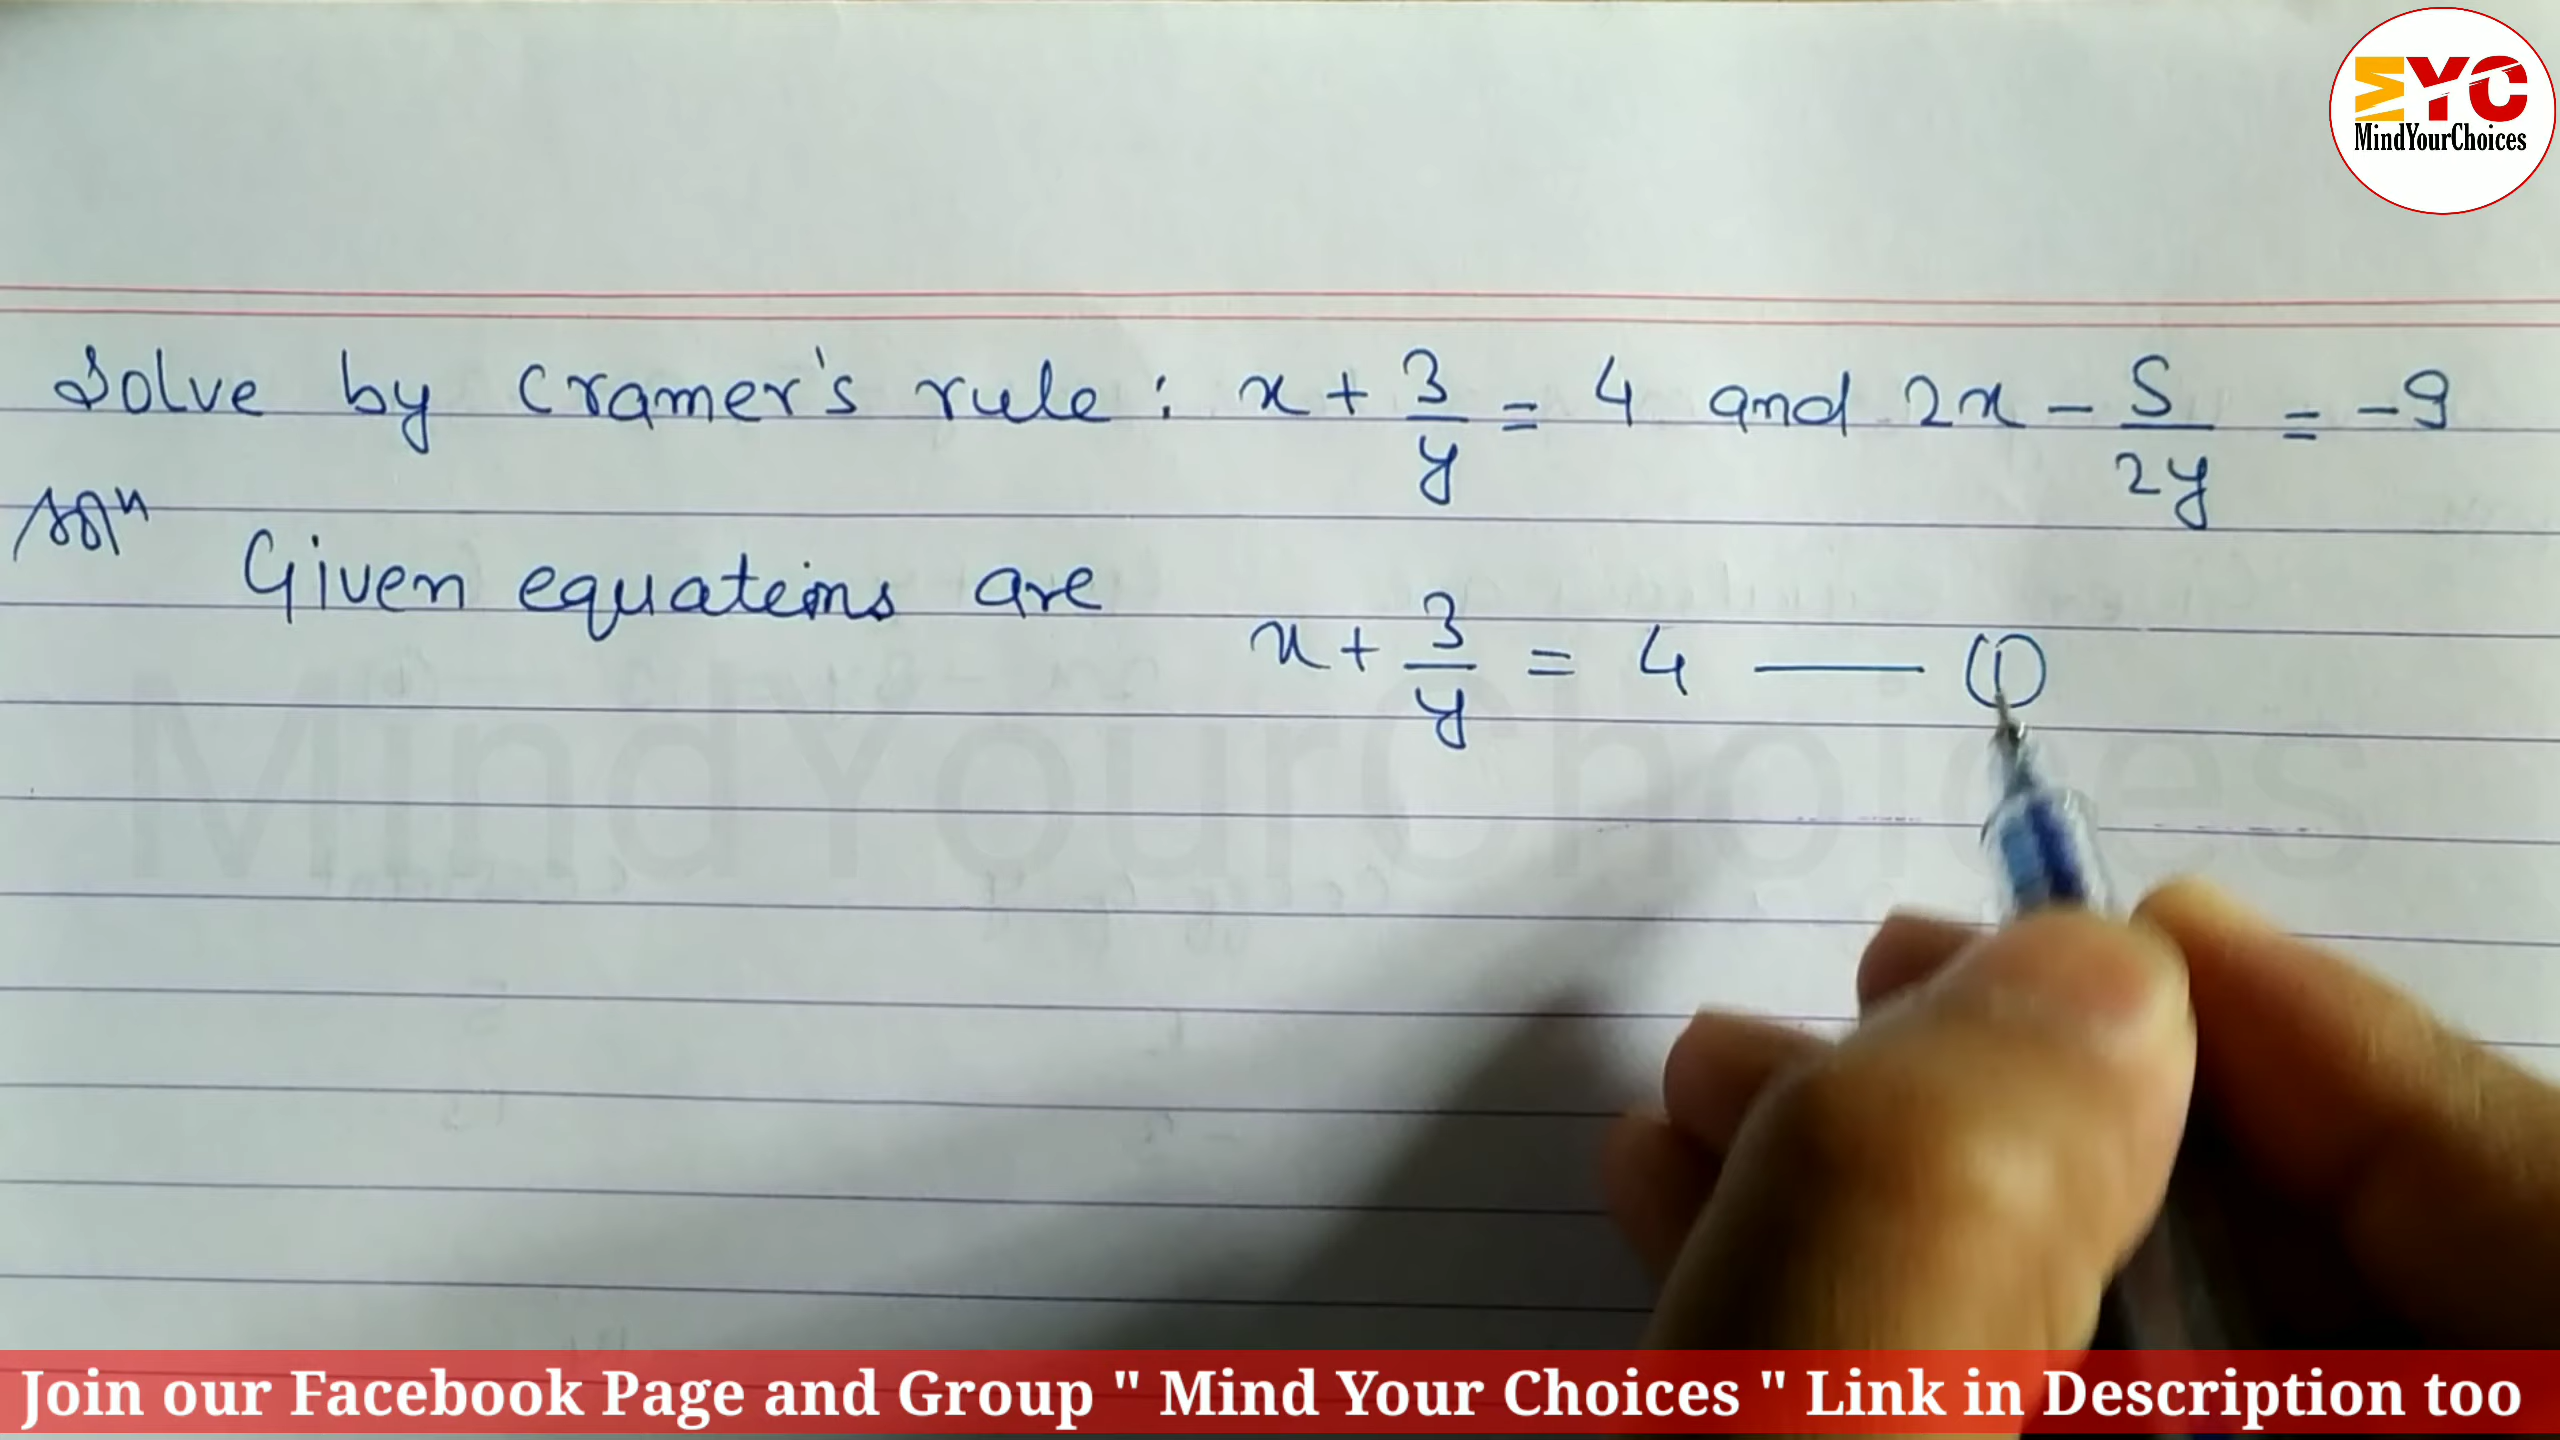 MYC
MindYourChoices
Solve by Cramer's rule : x + 3/y = 4 and 2x - 5/2y = -9
Solⁿ
Given equations are
x + 3/y = 4 —— ①
MindYourChoices
Join our Facebook Page and Group " Mind Your Choices " Link in Description too